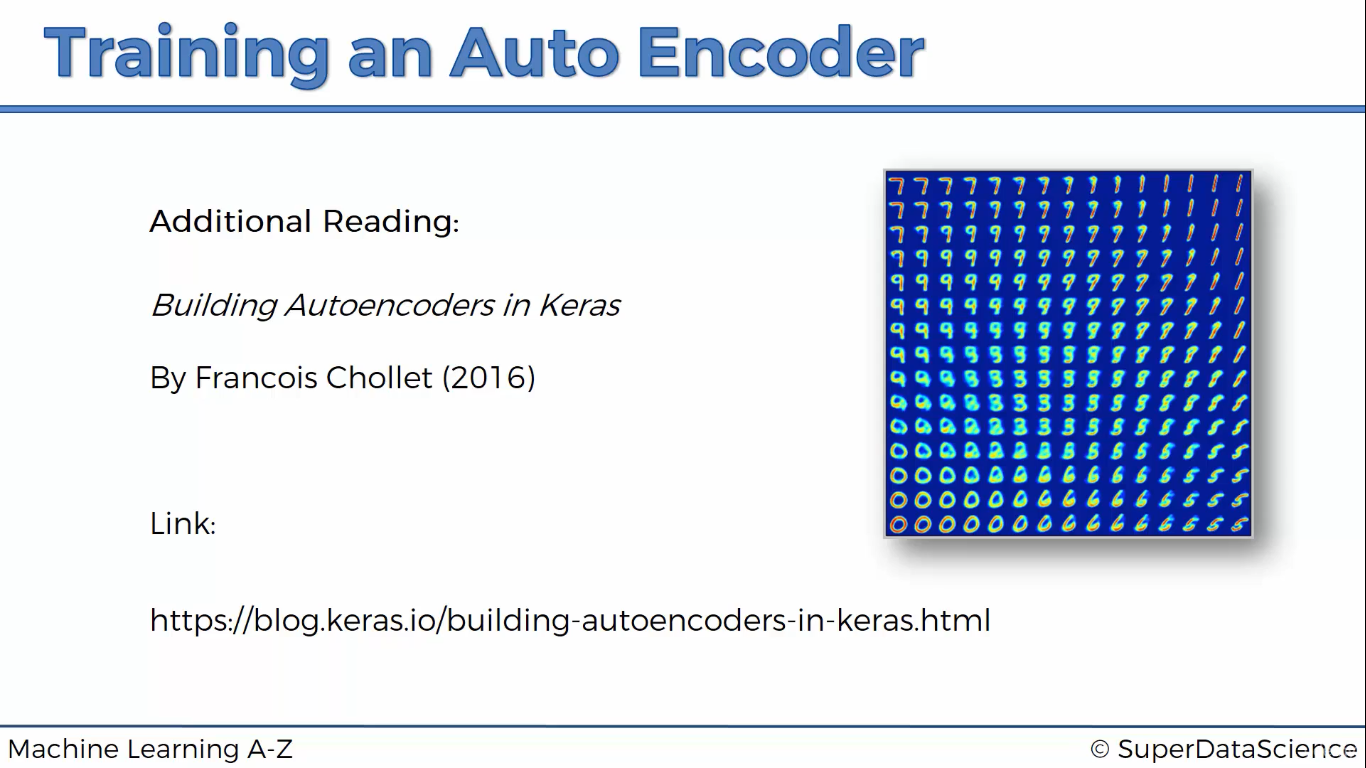 Training an Auto Encoder
Additional Reading:
Building Autoencoders in Keras
By Francois Chollet (2016)
Link:
https://blog.keras.io/building-autoencoders-in-keras.html
Machine Learning A-Z
© SuperDataScience